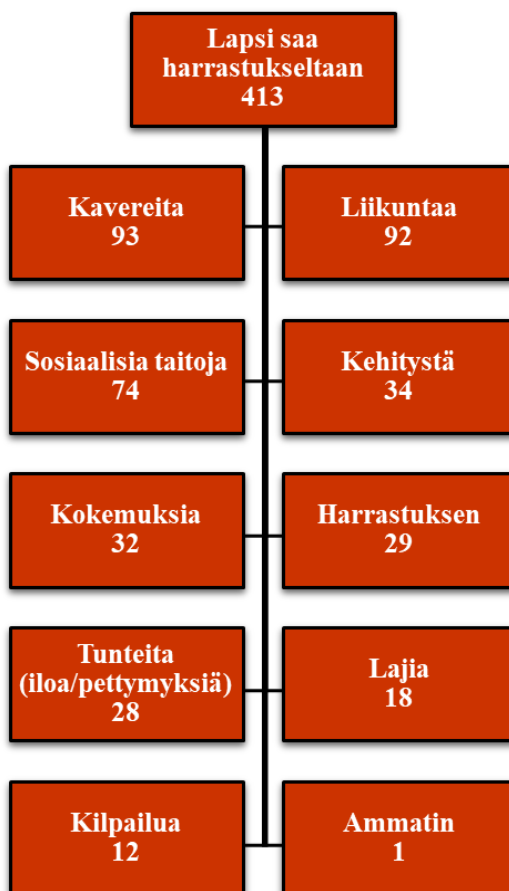 Lapsi saa
harrastukseltaan
413
Kavereita
93
Liikuntaa
92
Sosiaalisia taitoja
74
Kehitystä
34
Kokemuksia
32
Harrastuksen
29
Tunteita
(iloa/pettymyksiä)
28
Lajia
18
Kilpailua
12
Ammatin
1